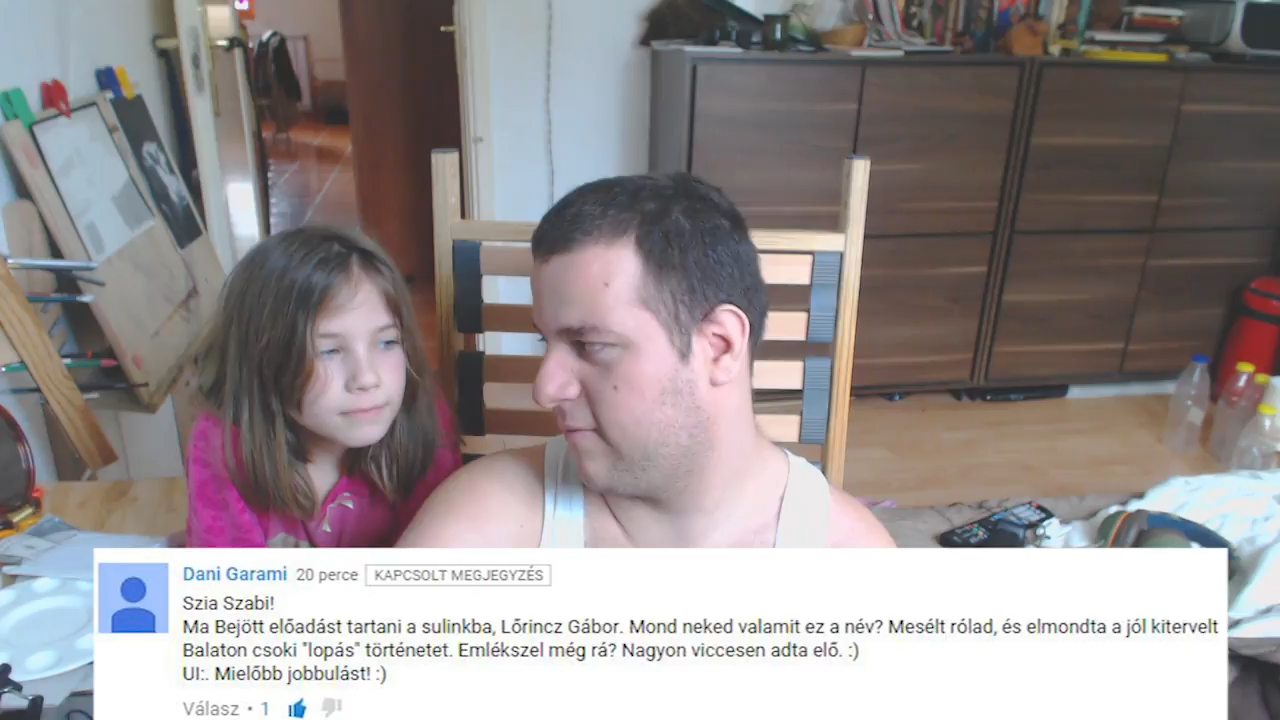 Dani Garami 20 perce KAPCSOLT MEGJEGYZÉS
Szia Szabi!
Ma Bejött előadást tartani a sulinkba, Lőrincz Gábor. Mond neked valamit ez a név? Mesélt rólad, és elmondta a jól kitervelt
Balaton csoki "lopás" történetet. Emlékszel még rá? Nagyon viccesen adta elő. :)
UI:. Mielőbb jobbulást! :)
Válasz • 1